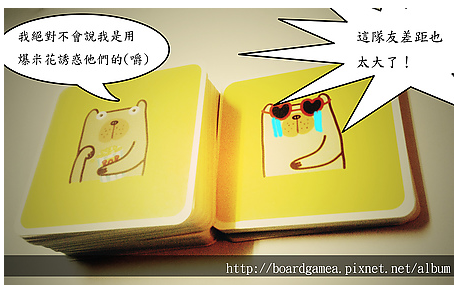 我絕對不會說我是用
爆米花誘惑他們的(嚼)
這隊友差距也
太大了！
http://boardgamea.pixnet.net/album